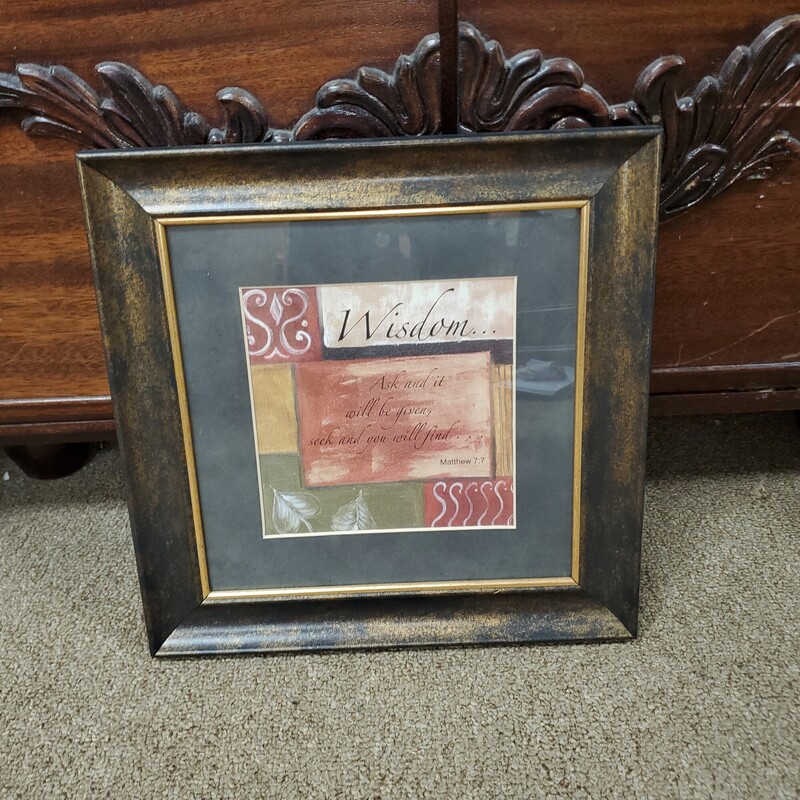 Wisdom...
Ask and it
will be given,
seek and you will find....
Matthew 7:7